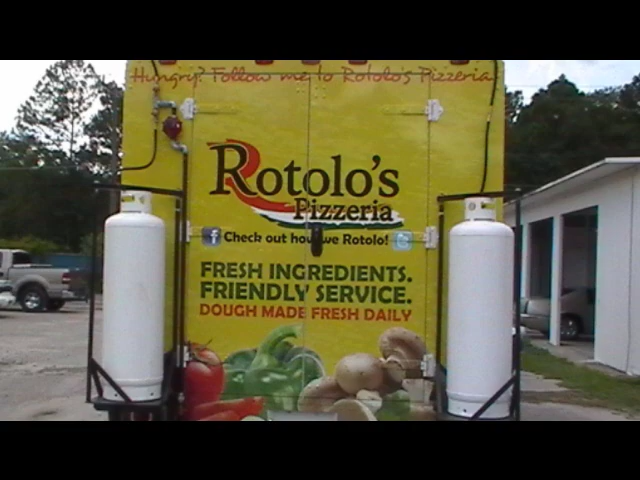 Hungry? Follow me to Rotolo's Pizzeria
Rotolo's
Pizzeria
f Check out how we Rotolo!
FRESH INGREDIENTS.
FRIENDLY SERVICE.
DOUGH MADE FRESH DAILY